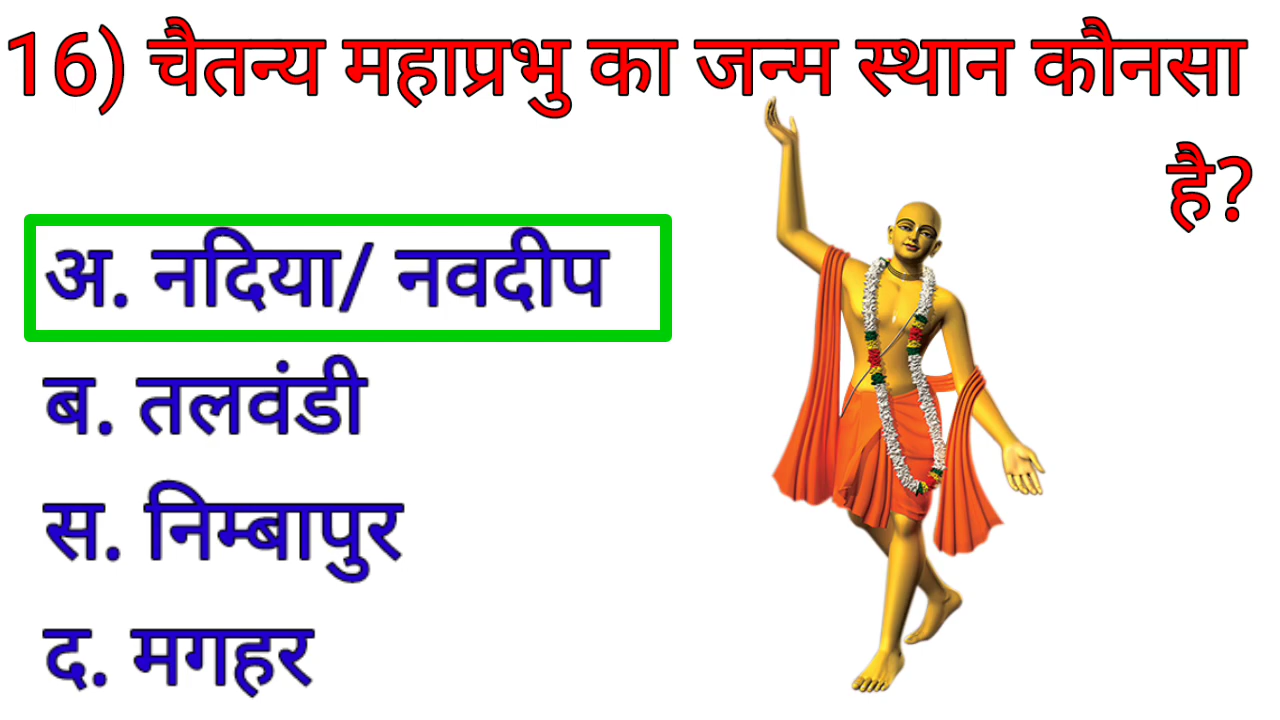 16) चैतन्य महाप्रभु का जन्म स्थान कौनसा
है?
अ. नदिया/ नवदीप
ब. तलवंडी
स. निम्बापुर
द. मगहर